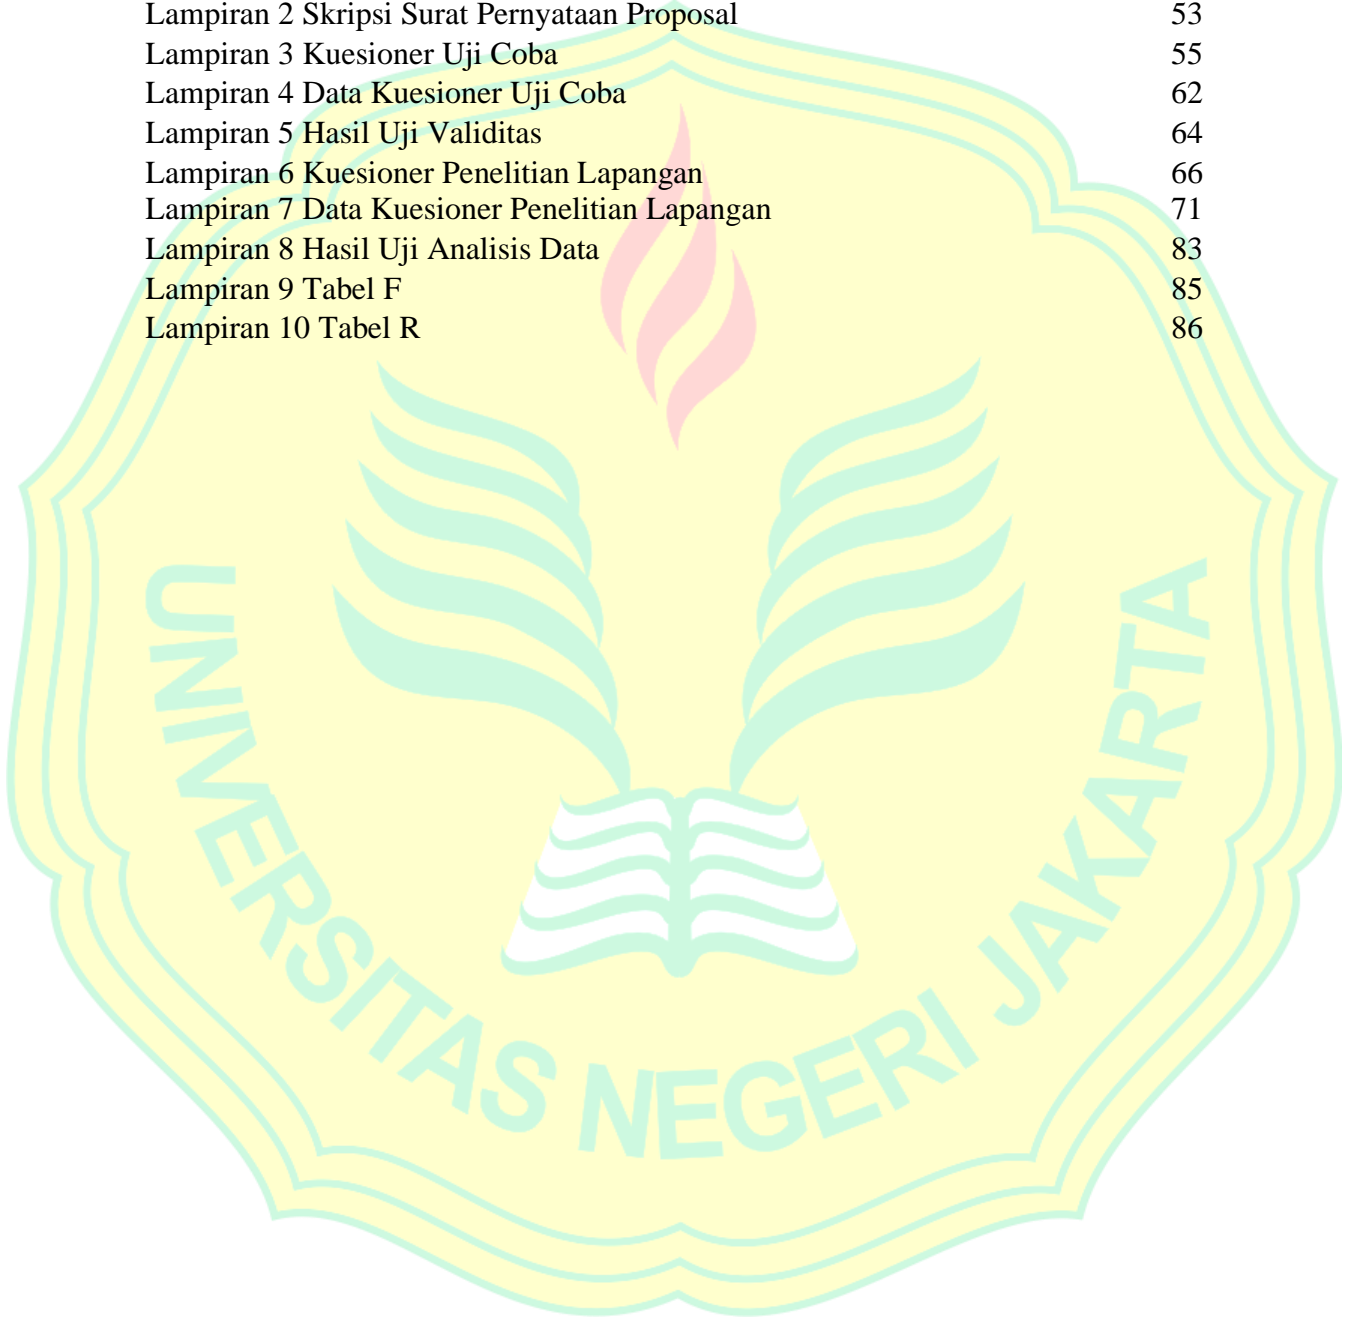 Lampiran 2 Skripsi Surat Pernyataan Proposal 53
Lampiran 3 Kuesioner Uji Coba 55
Lampiran 4 Data Kuesioner Uji Coba 62
Lampiran 5 Hasil Uji Validitas 64
Lampiran 6 Kuesioner Penelitian Lapangan 66
Lampiran 7 Data Kuesioner Penelitian Lapangan 71
Lampiran 8 Hasil Uji Analisis Data 83
Lampiran 9 Tabel F 85
Lampiran 10 Tabel R 86
UNIVERSITAS NEGERI JAKARTA